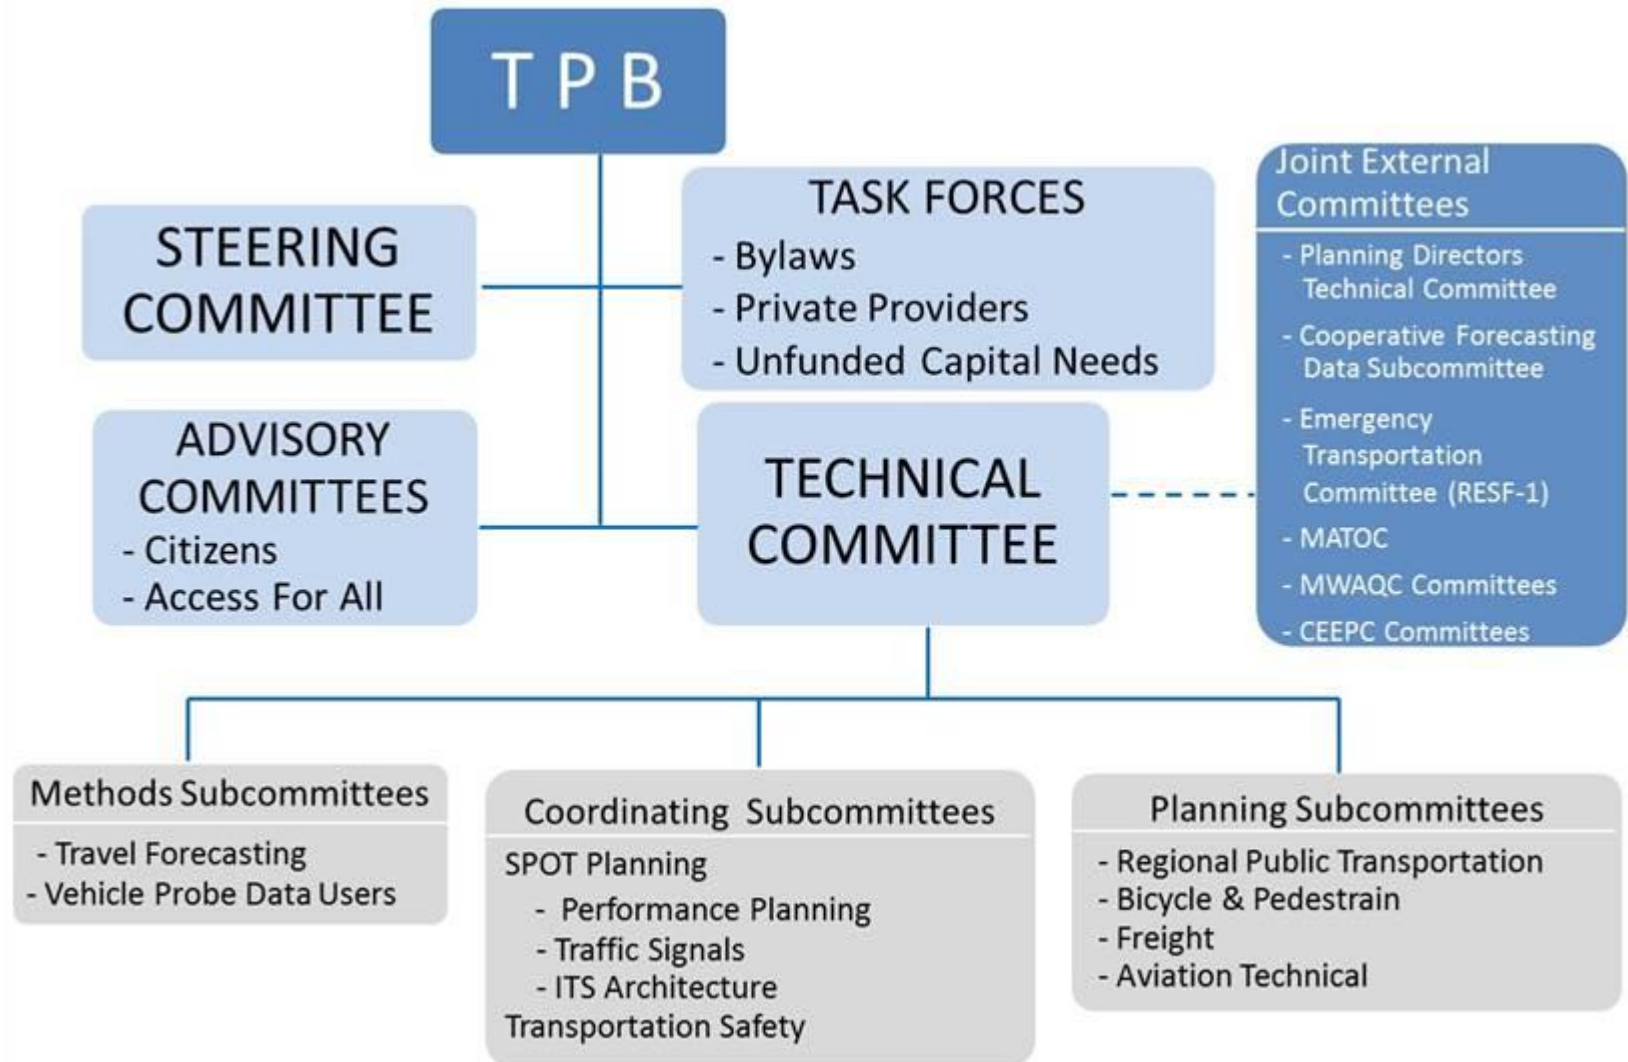 T P B
STEERING
COMMITTEE
TASK FORCES
- Bylaws
- Private Providers
- Unfunded Capital Needs
ADVISORY
COMMITTEES
- Citizens
- Access For All
TECHNICAL
COMMITTEE
Joint External
Committees
- Planning Directors
Technical Committee
- Cooperative Forecasting
Data Subcommittee
- Emergency
Transportation
Committee (RESF-1)
- MATOC
- MWAQC Committees
- CEEPC Committees
Methods Subcommittees
- Travel Forecasting
- Vehicle Probe Data Users
Coordinating Subcommittees
SPOT Planning
- Performance Planning
- Traffic Signals
- ITS Architecture
Transportation Safety
Planning Subcommittees
- Regional Public Transportation
- Bicycle & Pedestrain
- Freight
- Aviation Technical